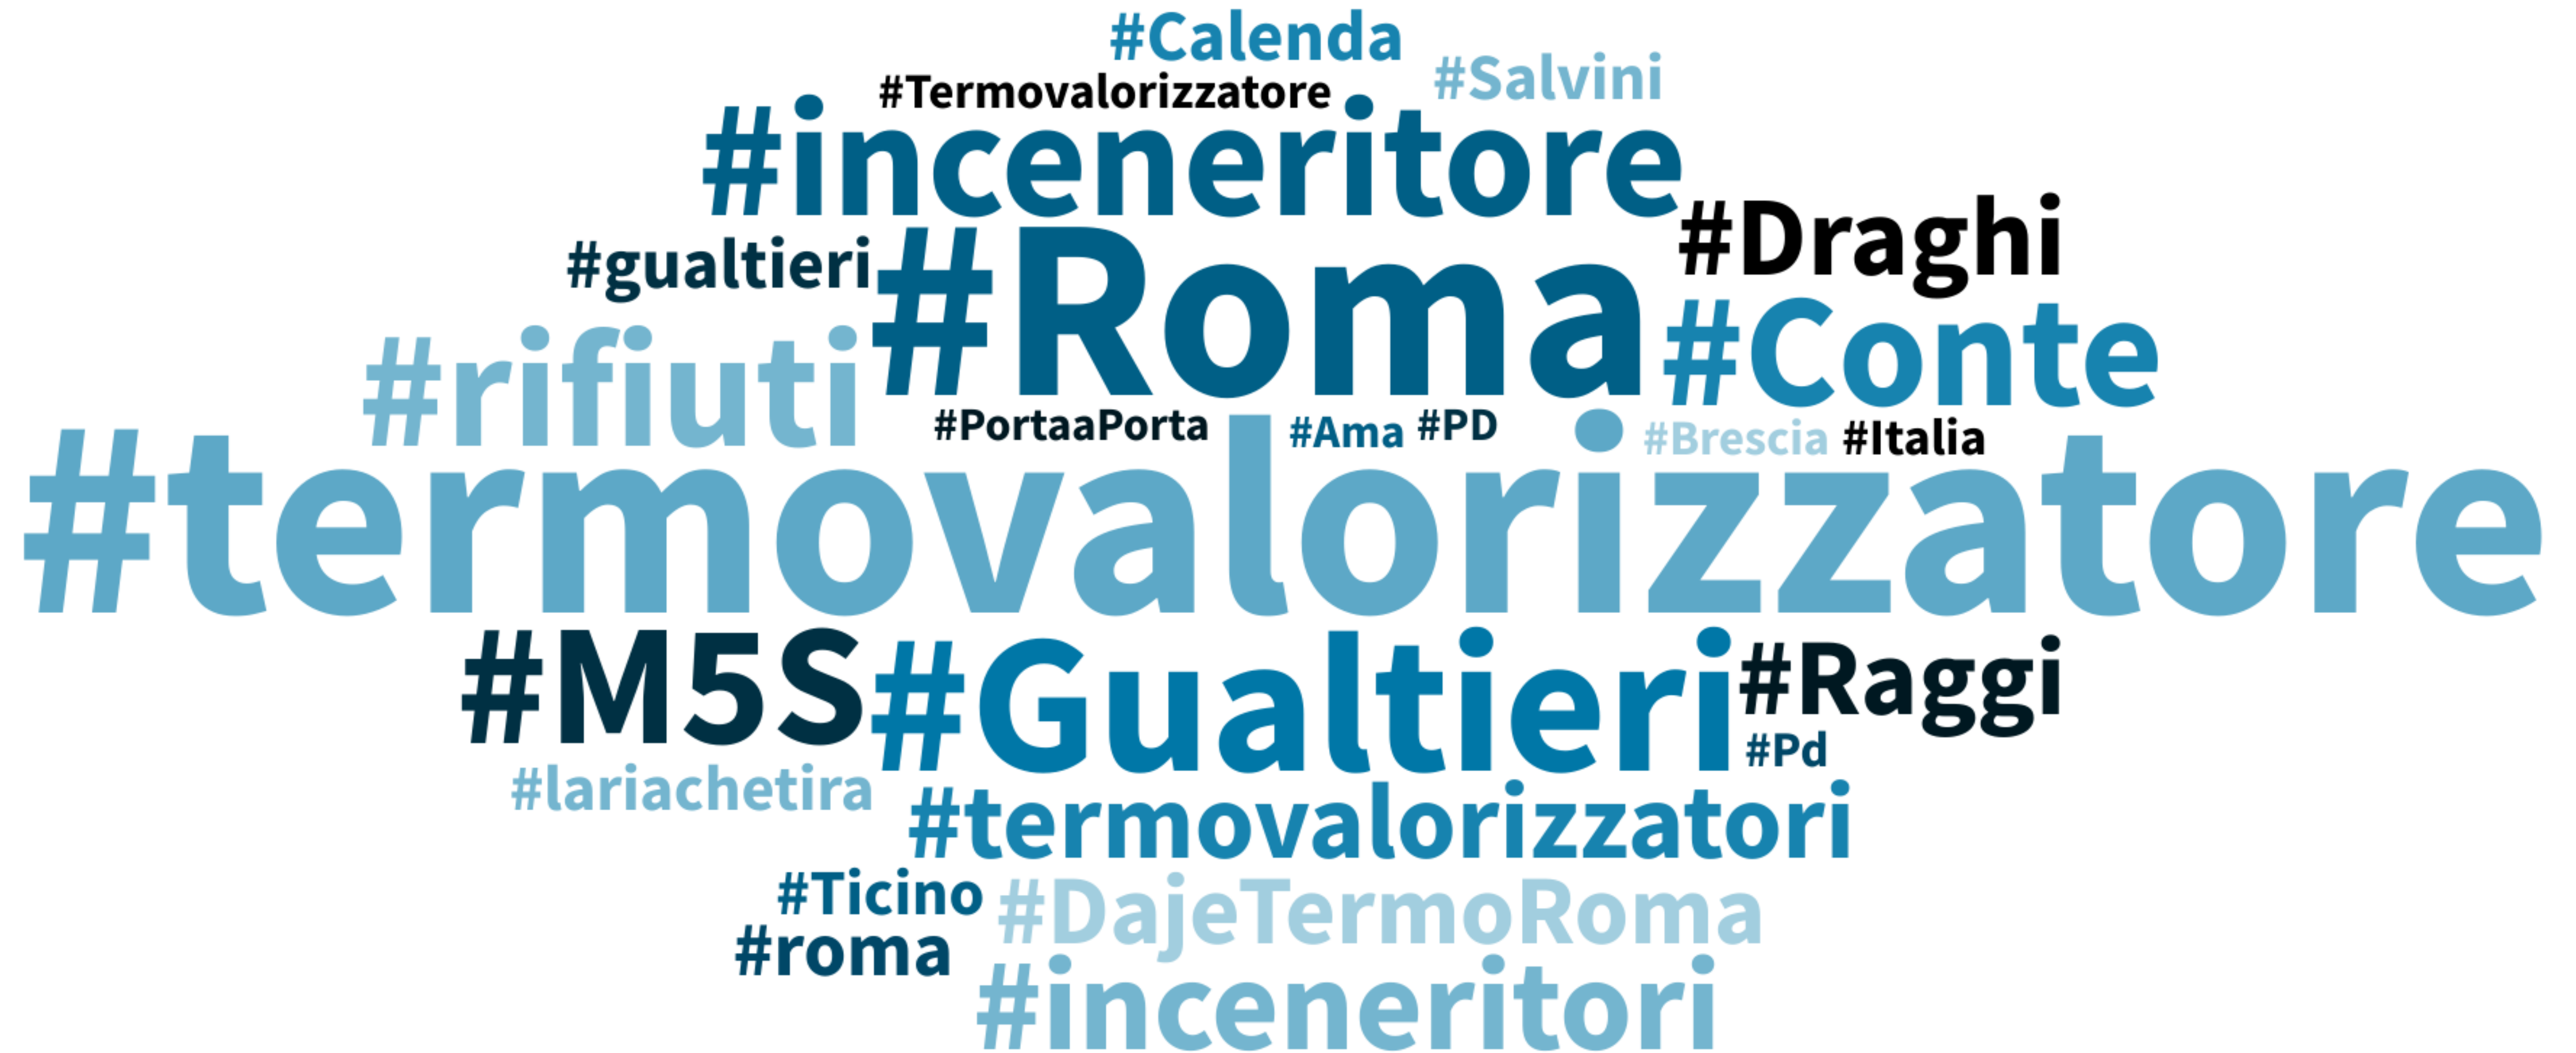 #Calenda
#Termovalorizzatore #Salvini
#inceneritore
#gualtieri #Roma #Draghi
#rifiuti #Conte
#PortaaPorta #Ama #PD #Brescia #Italia
#termovalorizzatore
#M5S #Gualtieri #Raggi
#Pd
#lariachetira
#termovalorizzatori
#Ticino #DajeTermoRoma
#roma
#inceneritori